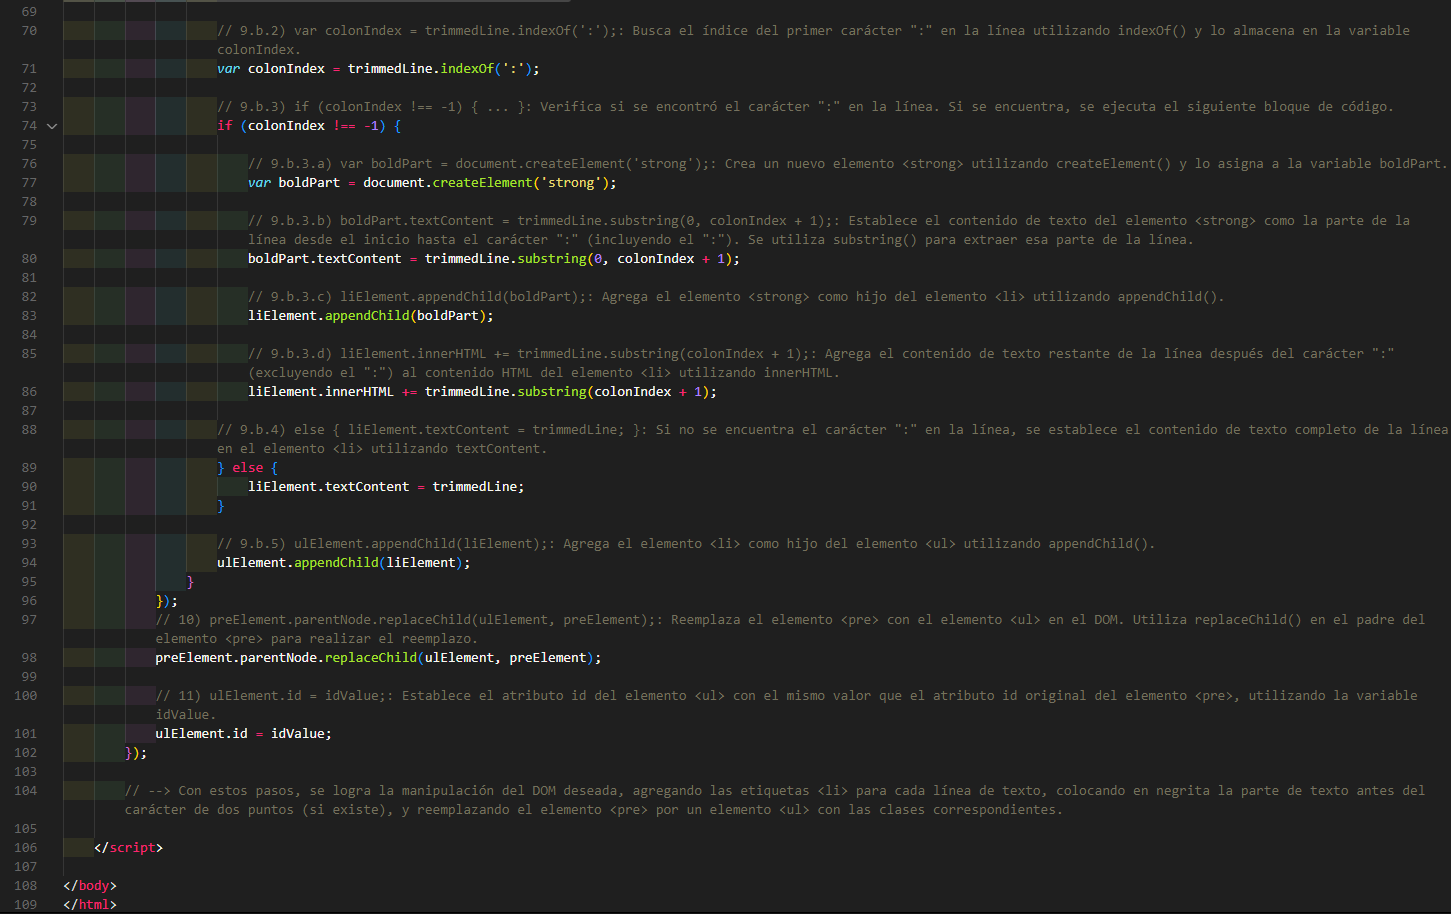 69
70 // 9.b.2) var colonIndex = trimmedLine.indexOf(':');: Busca el índice del primer carácter ":" en la línea utilizando indexOf() y lo almacena en la variable
colonIndex.
71 var colonIndex = trimmedLine.indexOf(':');
72
73 // 9.b.3) if (colonIndex !== -1) { ... }: Verifica si se encontró el carácter ":" en la línea. Si se encuentra, se ejecuta el siguiente bloque de código.
74 if (colonIndex !== -1) {
75
76 // 9.b.3.a) var boldPart = document.createElement('strong');: Crea un nuevo elemento <strong> utilizando createElement() y lo asigna a la variable boldPart.
77 var boldPart = document.createElement('strong');
78
79 // 9.b.3.b) boldPart.textContent = trimmedLine.substring(0, colonIndex + 1);: Establece el contenido de texto del elemento <strong> como la parte de la
línea desde el inicio hasta el carácter ":" (incluyendo el ":"). Se utiliza substring() para extraer esa parte de la línea.
80 boldPart.textContent = trimmedLine.substring(0, colonIndex + 1);
81
82 // 9.b.3.c) liElement.appendChild(boldPart);: Agrega el elemento <strong> como hijo del elemento <li> utilizando appendChild().
83 liElement.appendChild(boldPart);
84
85 // 9.b.3.d) liElement.innerHTML += trimmedLine.substring(colonIndex + 1);: Agrega el contenido de texto restante de la línea después del carácter ":"
(excluyendo el ":") al contenido HTML del elemento <li> utilizando innerHTML.
86 liElement.innerHTML += trimmedLine.substring(colonIndex + 1);
87
88 // 9.b.4) else { liElement.textContent = trimmedLine; }: Si no se encuentra el carácter ":" en la línea, se establece el contenido de texto completo de la línea
en el elemento <li> utilizando textContent.
89 } else {
90 liElement.textContent = trimmedLine;
91 }
92
93 // 9.b.5) ulElement.appendChild(liElement);: Agrega el elemento <li> como hijo del elemento <ul> utilizando appendChild().
94 ulElement.appendChild(liElement);
95 }
96 });
97 // 10) preElement.parentNode.replaceChild(ulElement, preElement);: Reemplaza el elemento <pre> con el elemento <ul> en el DOM. Utiliza replaceChild() en el padre del
elemento <pre> para realizar el reemplazo.
98 preElement.parentNode.replaceChild(ulElement, preElement);
99
100 // 11) ulElement.id = idValue;: Establece el atributo id del elemento <ul> con el mismo valor que el atributo id original del elemento <pre>, utilizando la variable
idValue.
101 ulElement.id = idValue;
102 });
103
104 // --> Con estos pasos, se logra la manipulación del DOM deseada, agregando las etiquetas <li> para cada línea de texto, colocando en negrita la parte de texto antes del
carácter de dos puntos (si existe), y reemplazando el elemento <pre> por un elemento <ul> con las clases correspondientes.
105
106 </script>
107
108 </body>
109 </html>